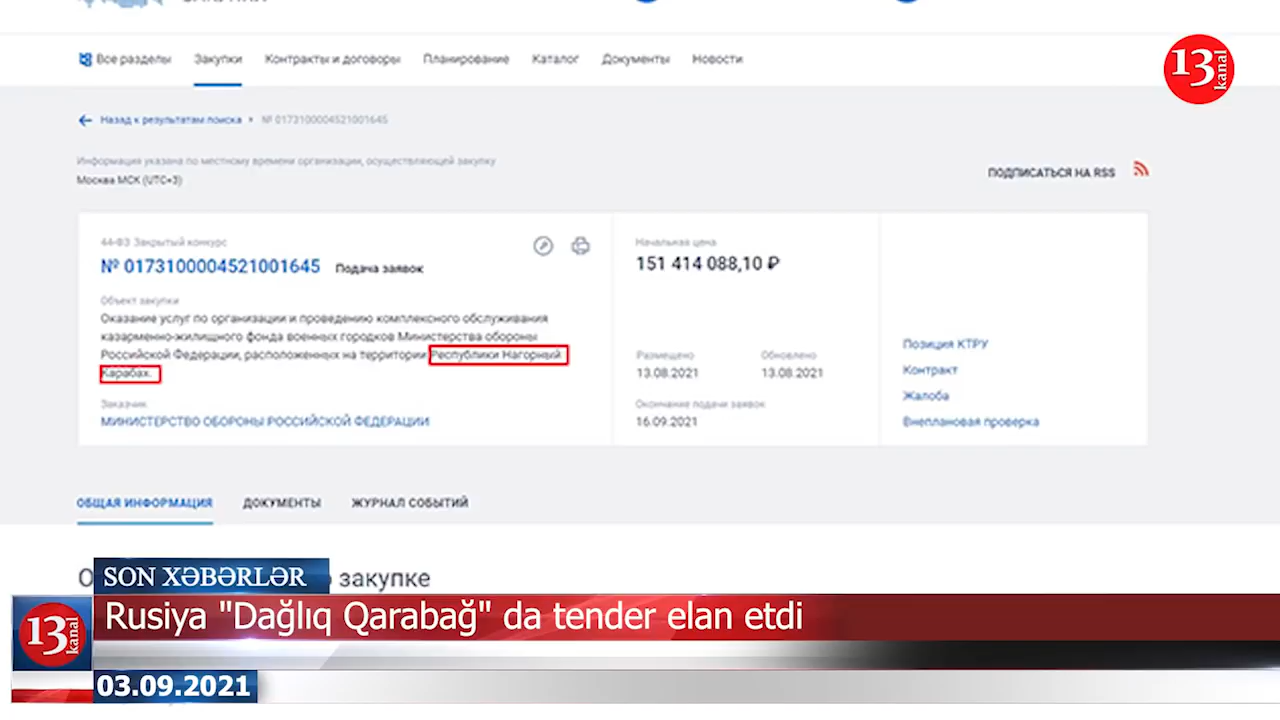 Все разделы Закупки Контракты и договоры Планирование Каталог Документы Новости
13 kanal
← Назад к результатам поиска № 0173100004521001645
Информация указана по местному времени организации, осуществляющей закупку
Москва МСК (UTC+3)
ПОДПИСАТЬСЯ НА RSS
44-ФЗ Закрытый конкурс
№ 0173100004521001645 Подача заявок
Объект закупки
Оказание услуг по организации и проведению комплексного обслуживания
казарменно-жилищного фонда военных городков Министерства обороны
Российской Федерации, расположенных на территории Республики Нагорный
Карабах.
Заказчик
МИНИСТЕРСТВО ОБОРОНЫ РОССИЙСКОЙ ФЕДЕРАЦИИ
Начальная цена
151 414 088,10 ₽
Размещено Обновлено
13.08.2021 13.08.2021
Окончание подачи заявок
16.09.2021
Позиция КТРУ
Контракт
Жалоба
Внеплановая проверка
ОБЩАЯ ИНФОРМАЦИЯ ДОКУМЕНТЫ ЖУРНАЛ СОБЫТИЙ
закупке
SON XƏBƏRLƏR
Rusiya "Dağlıq Qarabağ" da tender elan etdi
13 kanal
03.09.2021